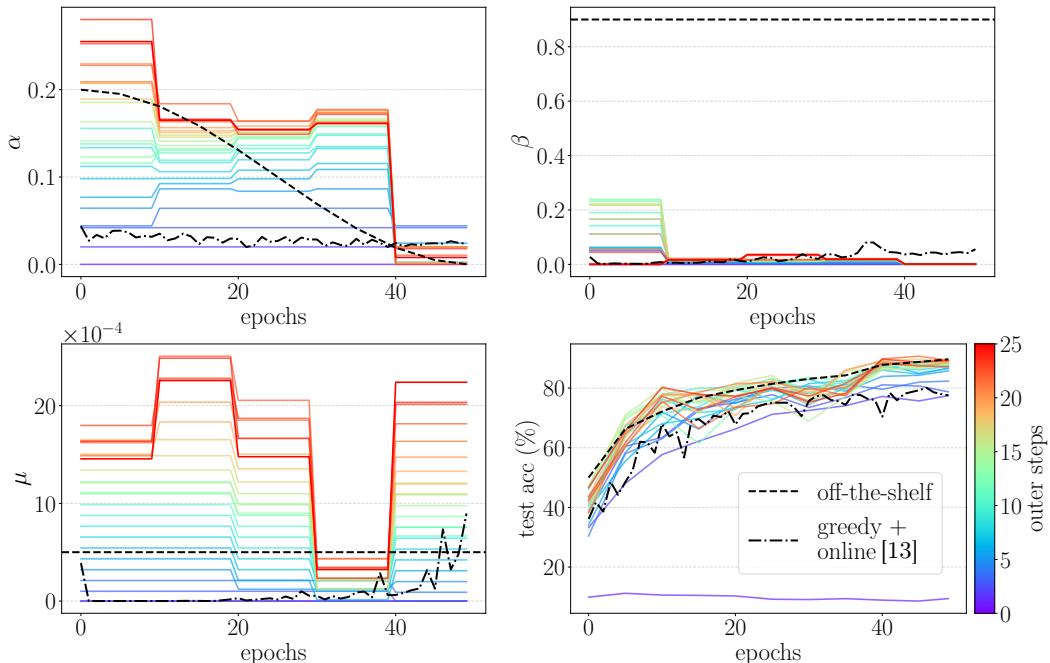 0.2
0.1
0.0
α
0
20
40
epochs
0.8
0.6
0.4
0.2
0.0
β
0
20
40
epochs
×10⁻⁴
20
10
0
μ
0
20
40
epochs
80
60
40
20
test acc (%)
off-the-shelf
greedy +
online [13]
0
20
40
epochs
25
20
15
10
5
0
outer steps